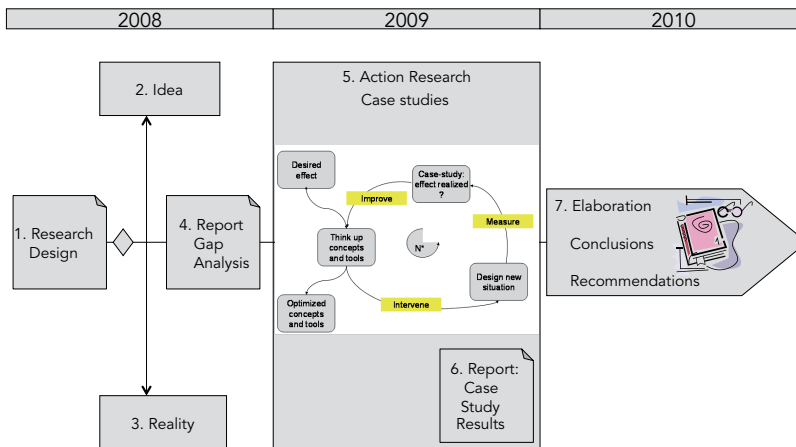 2008
2009
2010
2. Idea
1. Research
Design
4. Report
Gap
Analysis
3. Reality
5. Action Research
Case studies
Desired
effect
Case-study:
effect realized
?
Improve
Measure
Think up
concepts
and tools
N*
Design new
situation
Optimized
concepts
and tools
Intervene
6. Report:
Case
Study
Results
7. Elaboration
Conclusions
Recommendations